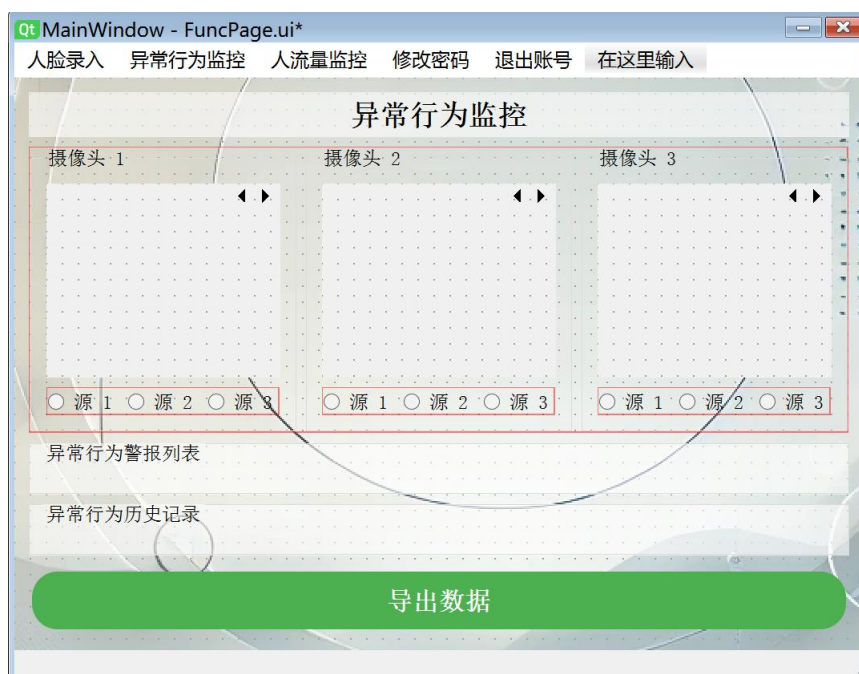 Qt MainWindow - FuncPage.ui*
人脸录入 异常行为监控 人流量监控 修改密码 退出账号 在这里输入
异常行为监控
摄像头 1 摄像头 2 摄像头 3
源 1 源 2 源 3 源 1 源 2 源 3 源 1 源 2 源 3
异常行为警报列表
异常行为历史记录
导出数据